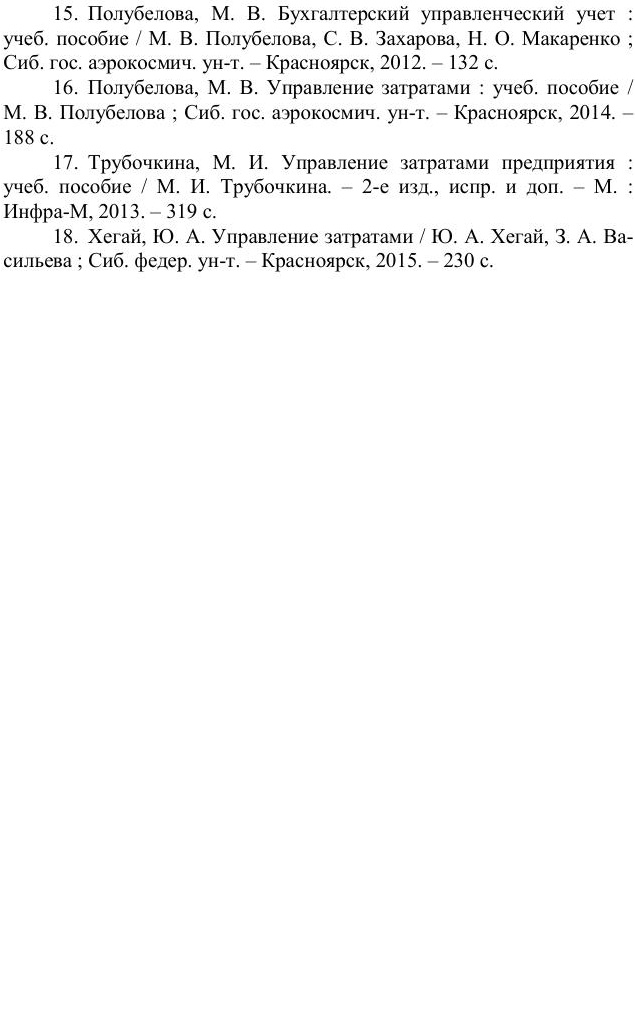 15. Полубелова, М. В. Бухгалтерский управленческий учет :
учеб. пособие / М. В. Полубелова, С. В. Захарова, Н. О. Макаренко ;
Сиб. гос. аэрокосмич. ун-т. – Красноярск, 2012. – 132 с.
16. Полубелова, М. В. Управление затратами : учеб. пособие /
М. В. Полубелова ; Сиб. гос. аэрокосмич. ун-т. – Красноярск, 2014. –
188 с.
17. Трубочкина, М. И. Управление затратами предприятия :
учеб. пособие / М. И. Трубочкина. – 2-е изд., испр. и доп. – М. :
Инфра-М, 2013. – 319 с.
18. Хегай, Ю. А. Управление затратами / Ю. А. Хегай, З. А. Ва-
сильева ; Сиб. федер. ун-т. – Красноярск, 2015. – 230 с.